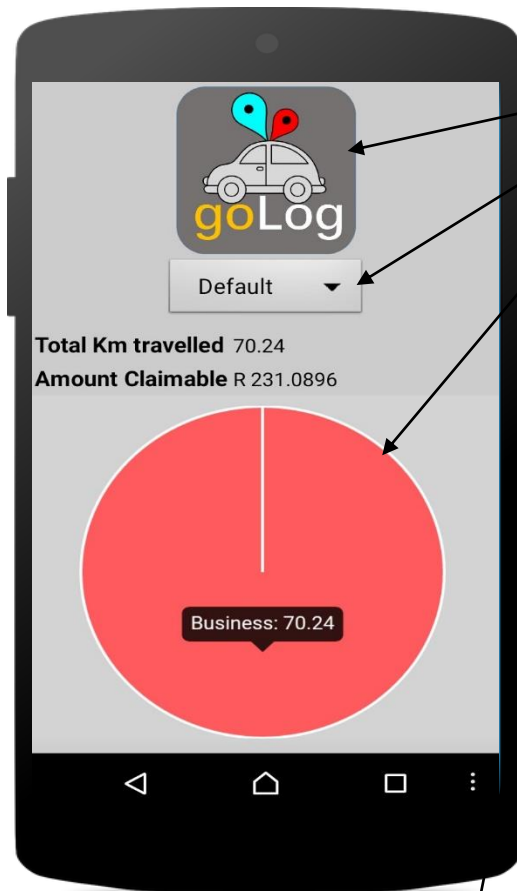 goLog
Default
Total Km travelled 70.24
Amount Claimable R 231.0896
Business: 70.24